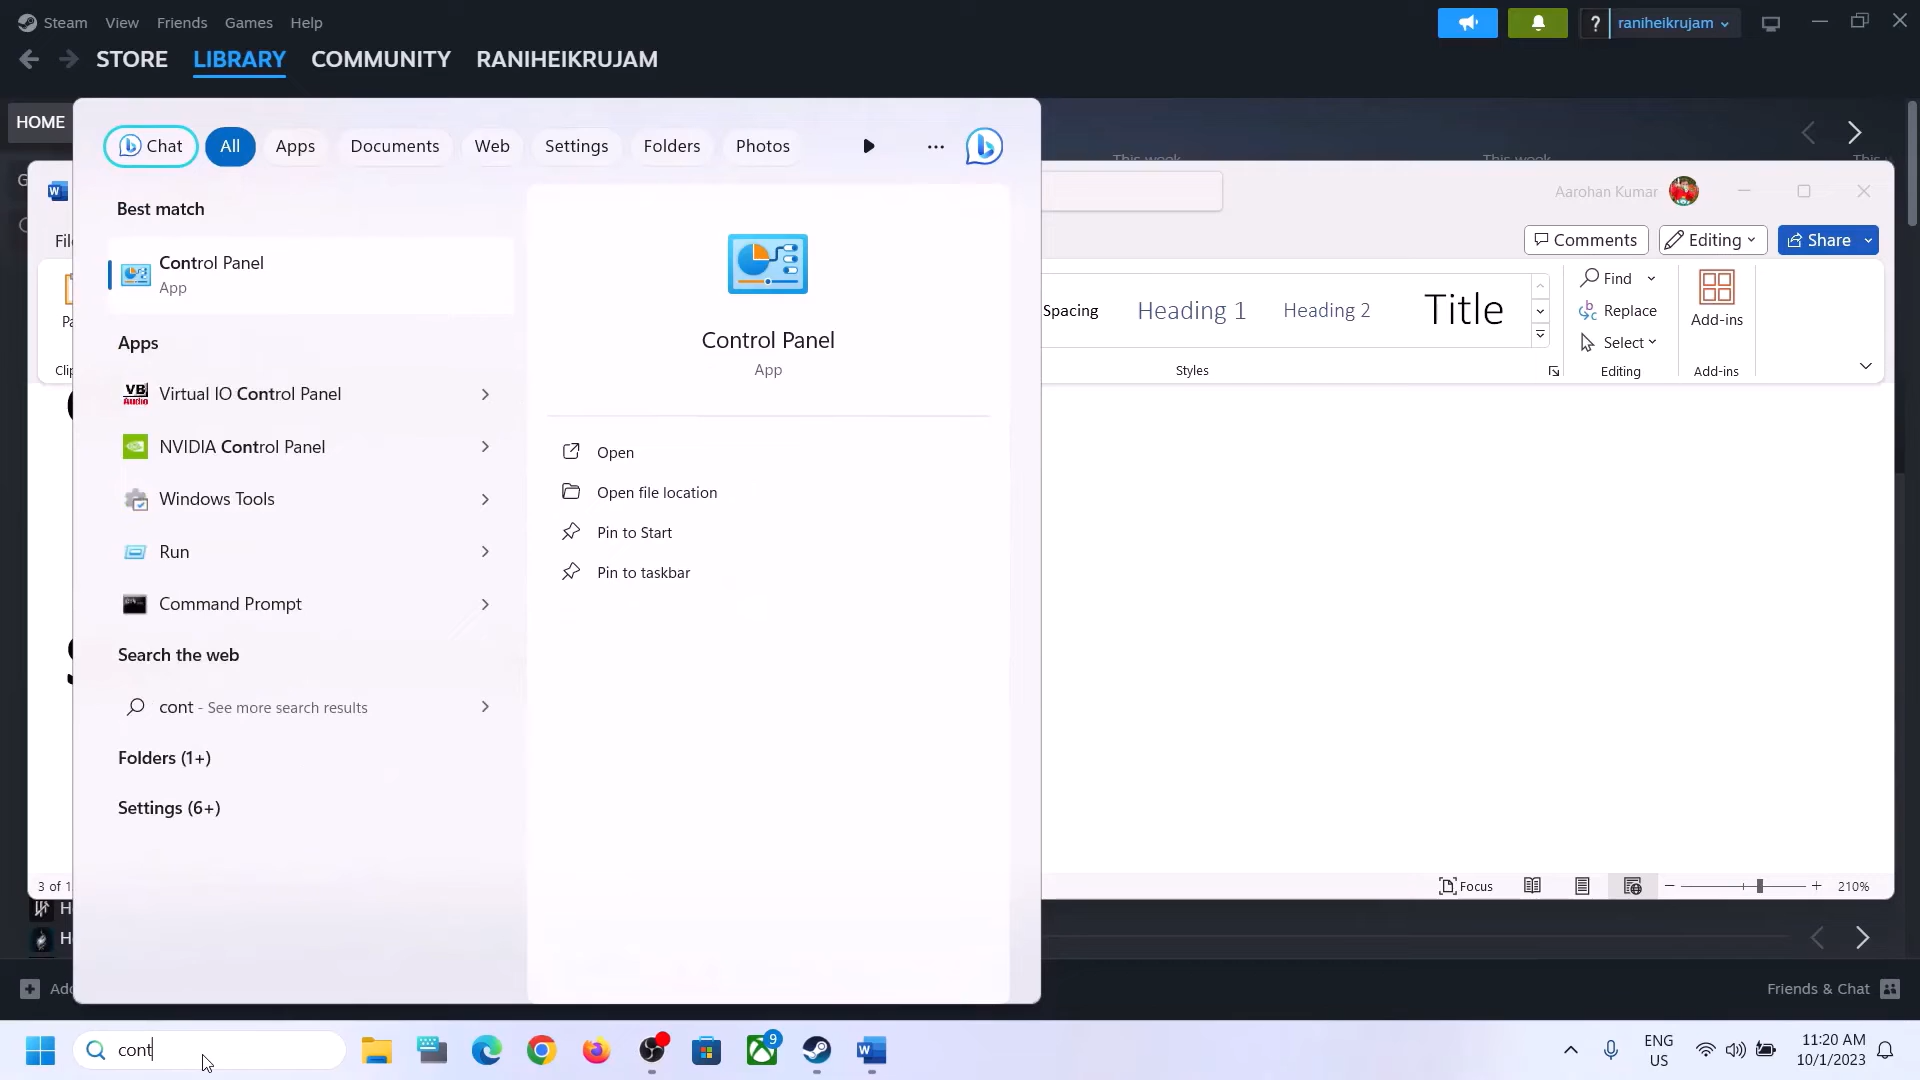 Steam View Friends Games Help
? raniheikrujam
STORE LIBRARY COMMUNITY RANIHEIKRUJAM
HOME
Chat All Apps Documents Web Settings Folders Photos
Best match
Control Panel
App
Apps
Virtual IO Control Panel
NVIDIA Control Panel
Windows Tools
Run
Command Prompt
Search the web
cont - See more search results
Folders (1+)
Settings (6+)
Control Panel
App
Open
Open file location
Pin to Start
Pin to taskbar
Aarohan Kumar
Comments Editing Share
Spacing Heading 1 Heading 2 Title
Find
Replace
Select
Add-ins
Styles Editing Add-ins
3 of 1
Focus 210%
Friends & Chat
cont
9
ENG
US
11:20 AM
10/1/2023